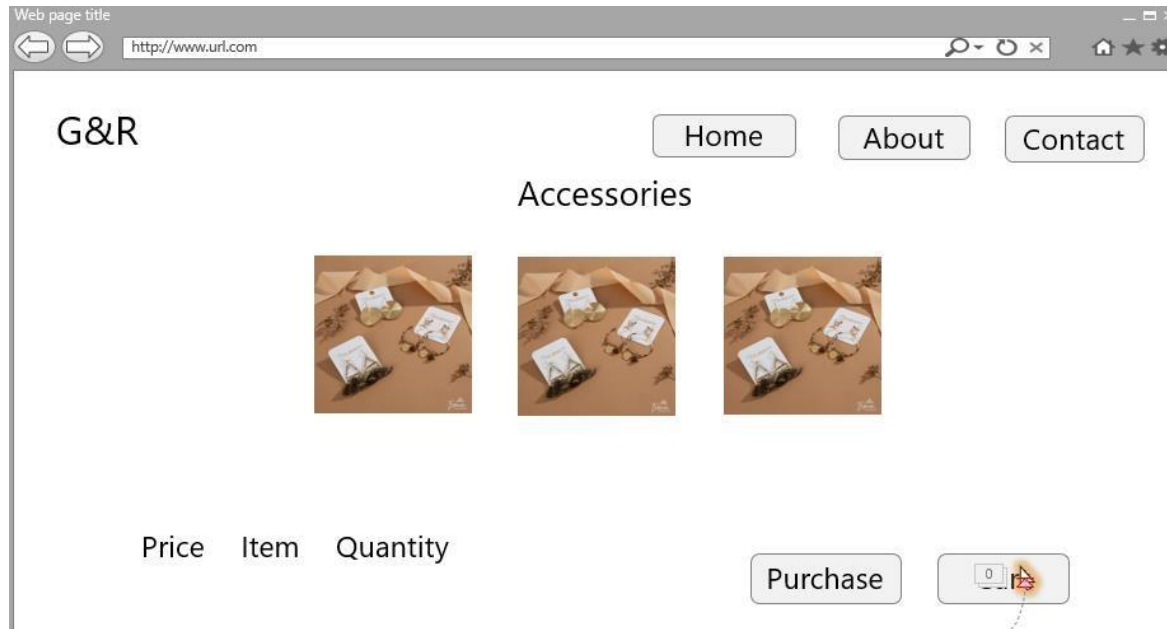 Web page title
http://www.url.com
G&R
Home
About
Contact
Accessories
Price
Item
Quantity
Purchase
0